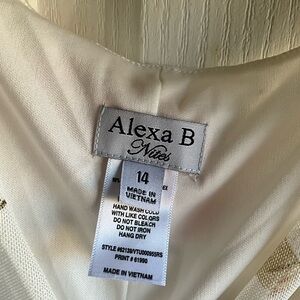 Alexa B
Nites
14
MADE IN
VIETNAM
HAND WASH COLD
WITH LIKE COLORS
DO NOT BLEACH
DO NOT IRON
HANG DRY
PRINT # 61990
MADE IN VIETNAM